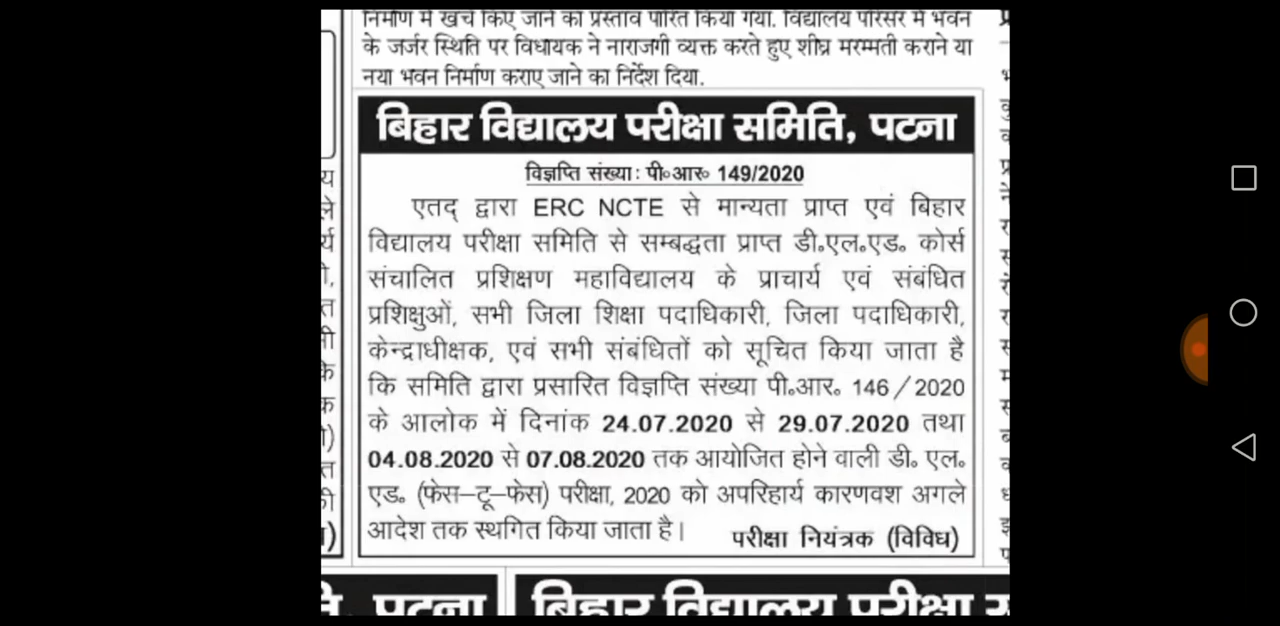 निर्माण में खर्च किए जाने का प्रस्ताव पारित किया गया. विद्यालय परिसर में भवन
के जर्जर स्थिति पर विधायक ने नाराजगी व्यक्त करते हुए शीघ्र मरम्मती कराने या
नया भवन निर्माण कराए जाने का निर्देश दिया.
बिहार विद्यालय परीक्षा समिति, पटना
विज्ञप्ति संख्या: पी॰आर॰ 149/2020
एतद् द्वारा ERC NCTE से मान्यता प्राप्त एवं बिहार
विद्यालय परीक्षा समिति से सम्बद्धता प्राप्त डी॰एल॰एड॰ कोर्स
संचालित प्रशिक्षण महाविद्यालय के प्राचार्य एवं संबंधित
प्रशिक्षुओं, सभी जिला शिक्षा पदाधिकारी, जिला पदाधिकारी,
केन्द्राधीक्षक, एवं सभी संबंधितों को सूचित किया जाता है
कि समिति द्वारा प्रसारित विज्ञप्ति संख्या पी॰आर॰ 146/2020
के आलोक में दिनांक 24.07.2020 से 29.07.2020 तथा
04.08.2020 से 07.08.2020 तक आयोजित होने वाली डी॰ एल॰
एड॰ (फेस–टू–फेस) परीक्षा, 2020 को अपरिहार्य कारणवश अगले
आदेश तक स्थगित किया जाता है।
परीक्षा नियंत्रक (विविध)
पटना
बिहार विद्यालय परीक्षा